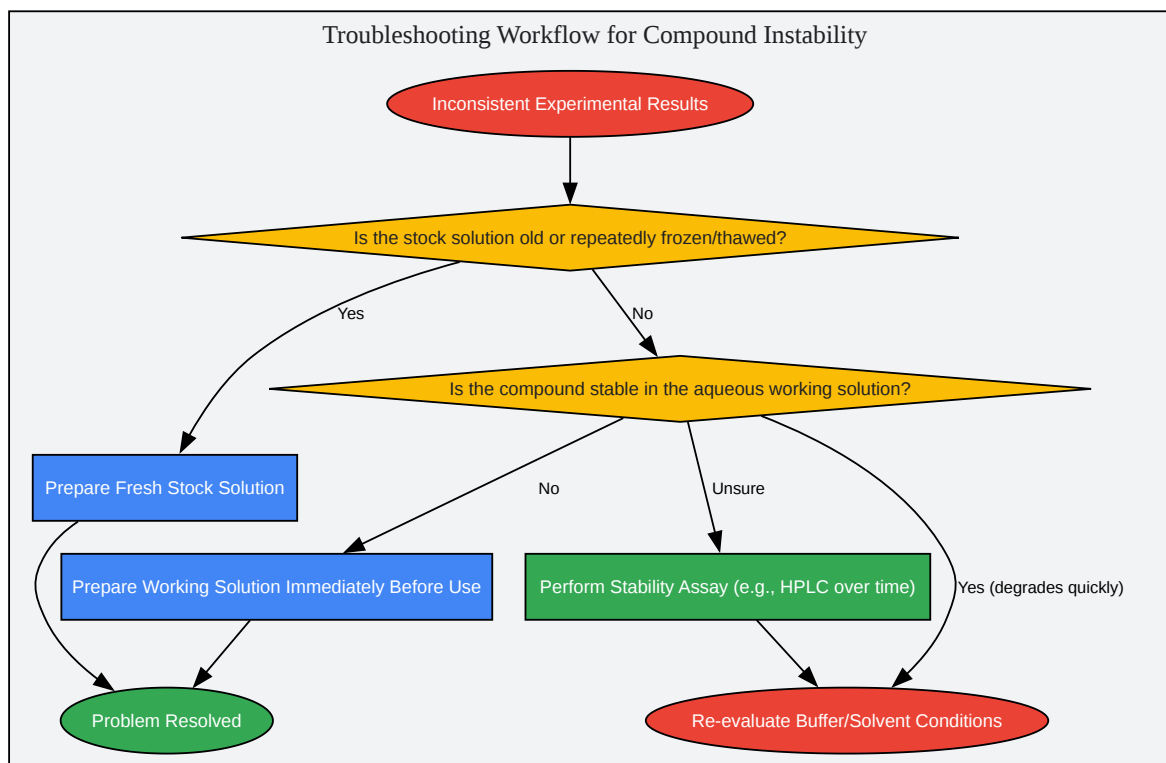 Troubleshooting Workflow for Compound Instability
Inconsistent Experimental Results
Is the stock solution old or repeatedly frozen/thawed?
Yes
No
Is the compound stable in the aqueous working solution?
Prepare Fresh Stock Solution
No
Unsure
Prepare Working Solution Immediately Before Use
Perform Stability Assay (e.g., HPLC over time)
Yes (degrades quickly)
Problem Resolved
Re-evaluate Buffer/Solvent Conditions